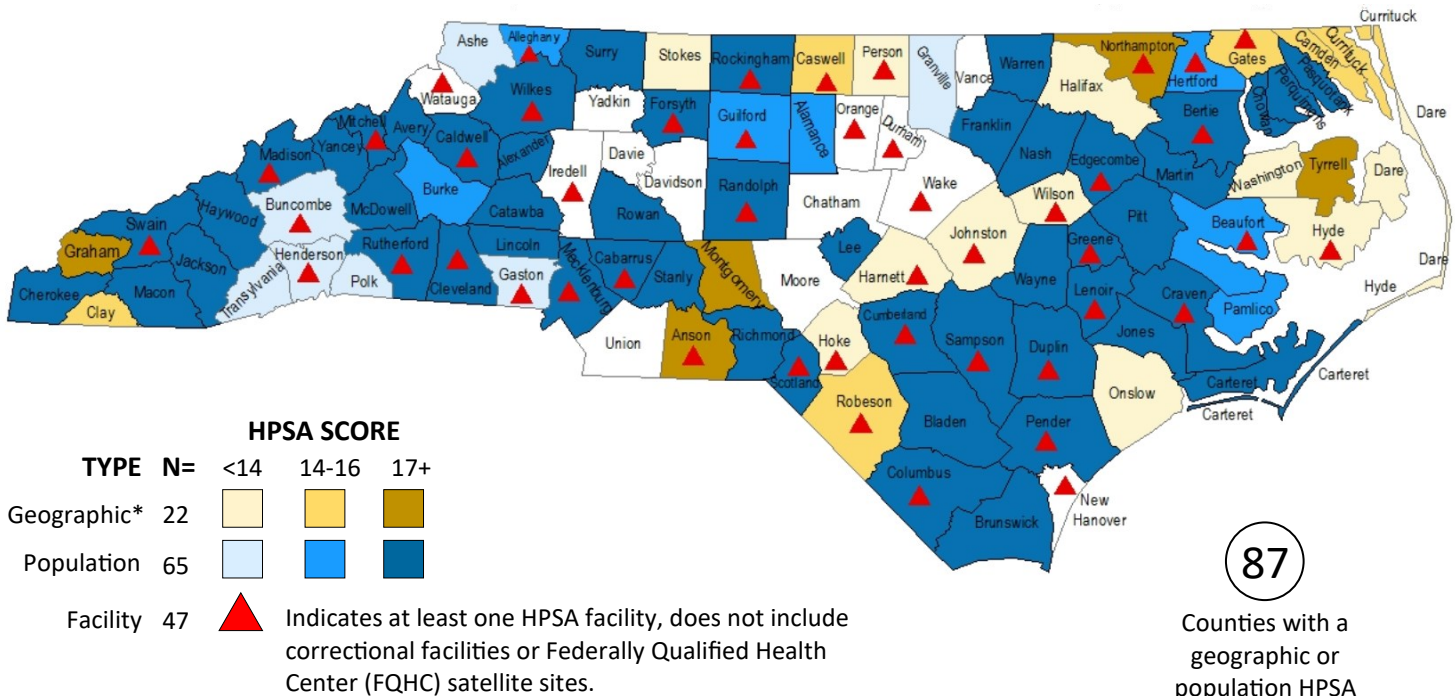 Currituck
Ashe
Alleghany
Surry
Stokes
Rockingham
Caswell
Person
Granville
Vance
Warren
Northampton
Hertford
Gates
Camden
Currituck
Pasquotank
Perquimans
Chowan
Halifax
Bertie
Dare
Watauga
Wilkes
Yadkin
Forsyth
Guilford
Alamance
Orange
Durham
Franklin
Nash
Edgecombe
Martin
Washington
Tyrrell
Dare
Mitchell
Avery
Yancey
Caldwell
Alexander
Iredell
Davie
Davidson
Randolph
Chatham
Wake
Wilson
Pitt
Beaufort
Hyde
Dare
Madison
Buncombe
McDowell
Burke
Catawba
Rowan
Johnston
Greene
Swain
Haywood
Graham
Jackson
Henderson
Rutherford
Lincoln
Cabarrus
Stanly
Montgomery
Moore
Lee
Harnett
Wayne
Lenoir
Craven
Pamlico
Hyde
Cherokee
Macon
Clay
Transylvania
Polk
Cleveland
Gaston
Mecklenburg
Union
Anson
Richmond
Scotland
Hoke
Cumberland
Sampson
Duplin
Jones
Onslow
Carteret
Carteret
Carteret
Robeson
Bladen
Pender
Columbus
Brunswick
New
Hanover
HPSA SCORE
TYPE N= <14 14-16 17+
Geographic* 22
Population 65
Facility 47 Indicates at least one HPSA facility, does not include
correctional facilities or Federally Qualified Health
Center (FQHC) satellite sites.
87
Counties with a
geographic or
population HPSA